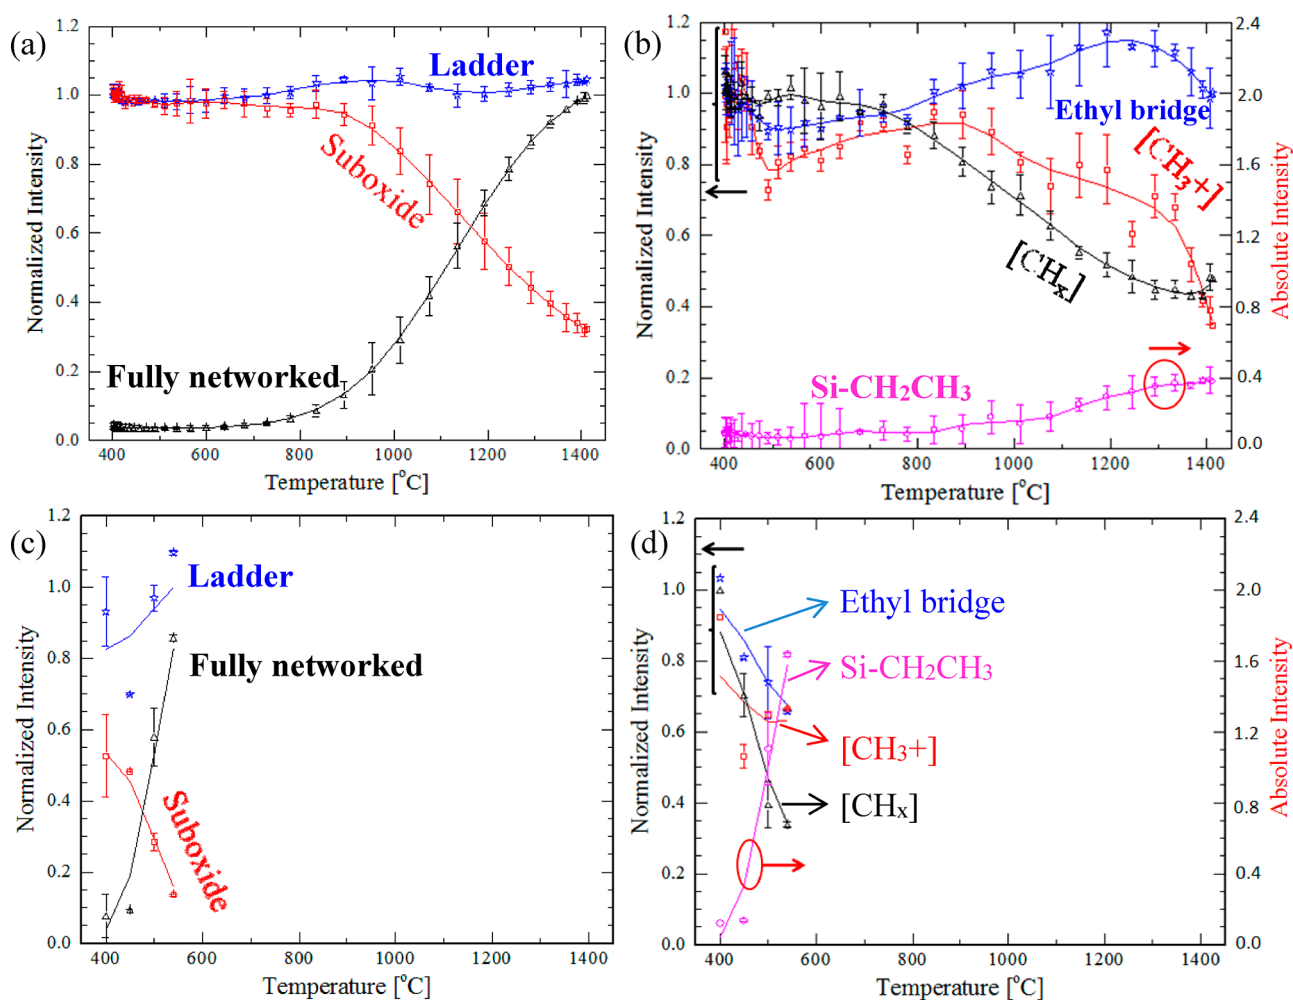 (a)
1.2
1.0
0.8
0.6
0.4
0.2
0.0
Normalized Intensity
Ladder
Suboxide
Fully networked
400 600 800 1000 1200 1400
Temperature [°C]
(b)
1.2
1.0
0.8
0.6
0.4
0.2
0.0
Normalized Intensity
2.4
2.0
1.6
1.2
0.8
0.4
0.0
Absolute Intensity
Ethyl bridge
[CH3+]
[CHx]
Si-CH2CH3
400 600 800 1000 1200 1400
Temperature [°C]
(c)
1.2
1.0
0.8
0.6
0.4
0.2
0.0
Normalized Intensity
Ladder
Fully networked
Suboxide
400 600 800 1000 1200 1400
Temperature [°C]
(d)
1.2
1.0
0.8
0.6
0.4
0.2
0.0
Normalized Intensity
2.4
2.0
1.6
1.2
0.8
0.4
0.0
Absolute Intensity
Ethyl bridge
Si-CH2CH3
[CH3+]
[CHx]
400 600 800 1000 1200 1400
Temperature [°C]